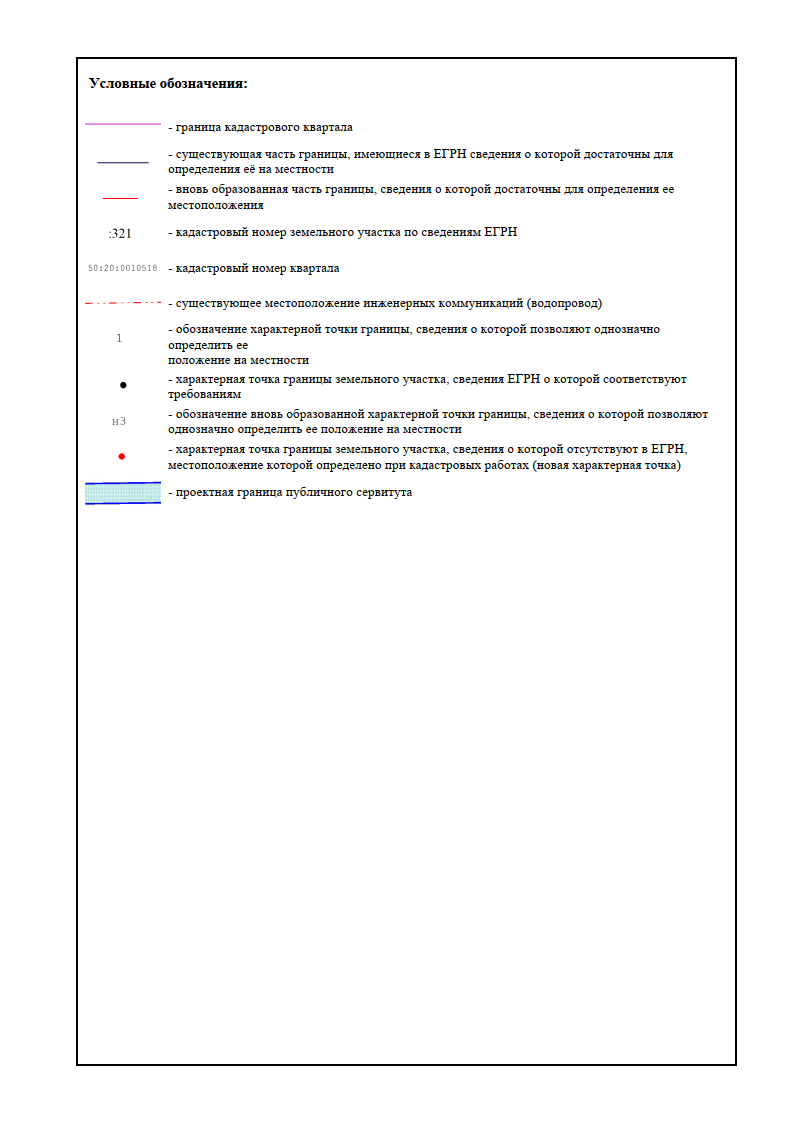 Условные обозначения:
- граница кадастрового квартала
- существующая часть границы, имеющиеся в ЕГРН сведения о которой достаточны для
определения её на местности
- вновь образованная часть границы, сведения о которой достаточны для определения ее
местоположения
:321 - кадастровый номер земельного участка по сведениям ЕГРН
50:20:0010518 - кадастровый номер квартала
- существующее местоположение инженерных коммуникаций (водопровод)
- обозначение характерной точки границы, сведения о которой позволяют однозначно
1 определить ее
положение на местности
- характерная точка границы земельного участка, сведения ЕГРН о которой соответствуют
требованиям
- обозначение вновь образованной характерной точки границы, сведения о которой позволяют
н3 однозначно определить ее положение на местности
- характерная точка границы земельного участка, сведения о которой отсутствуют в ЕГРН,
местоположение которой определено при кадастровых работах (новая характерная точка)
- проектная граница публичного сервитута